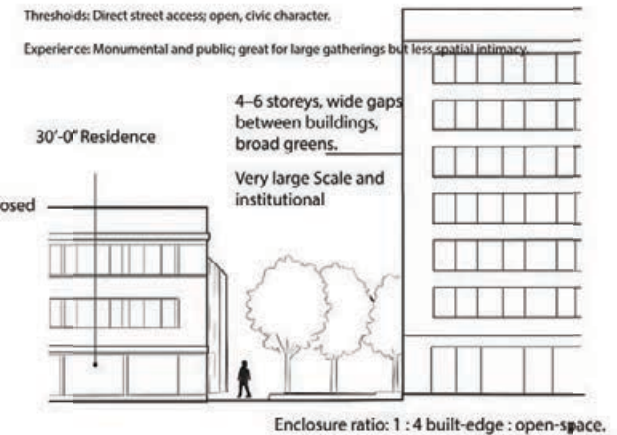 Thresholds: Direct street access; open, civic character.
Experience: Monumental and public; great for large gatherings but less spatial intimacy.
4–6 storeys, wide gaps
between buildings,
broad greens.
30'-0" Residence
Very large Scale and
institutional
osed
Enclosure ratio: 1 : 4 built-edge : open-space.